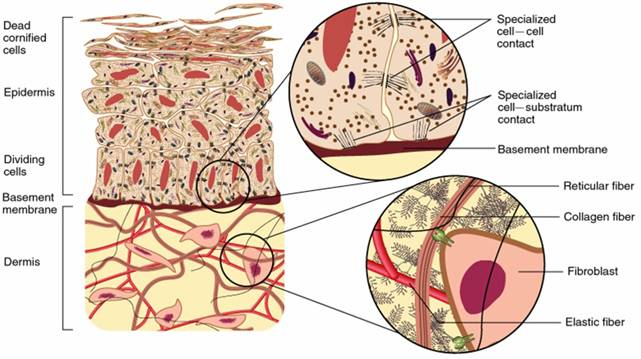 Dead
cornified
cells
Epidermis
Dividing
cells
Basement
membrane
Dermis
Specialized
cell—cell
contact
Specialized
cell—substratum
contact
Basement membrane
Reticular fiber
Collagen fiber
Fibroblast
Elastic fiber